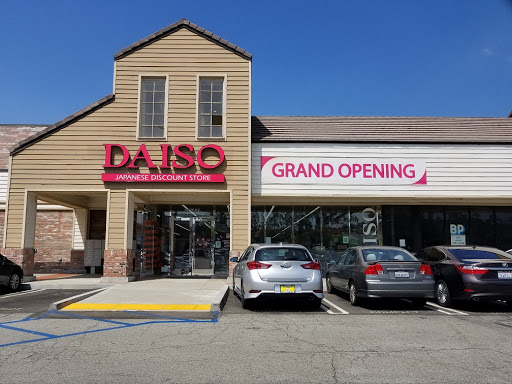 DAISO
JAPANESE DISCOUNT STORE
GRAND OPENING
DAISO